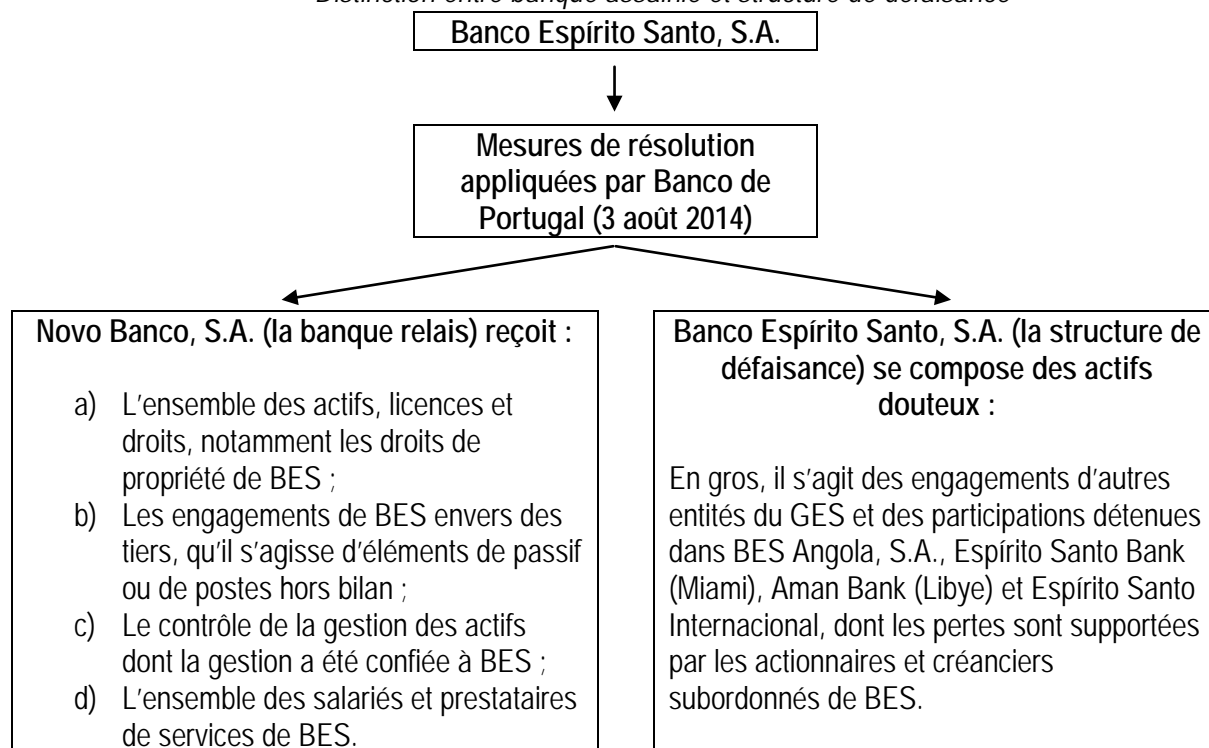 Distinction entre banque assainie et structure de défaisance
Banco Espírito Santo, S.A.
Mesures de résolution
appliquées par Banco de
Portugal (3 août 2014)
Novo Banco, S.A. (la banque relais) reçoit :
a) L’ensemble des actifs, licences et
droits, notamment les droits de
propriété de BES ;
b) Les engagements de BES envers des
tiers, qu’il s’agisse d’éléments de passif
ou de postes hors bilan ;
c) Le contrôle de la gestion des actifs
dont la gestion a été confiée à BES ;
d) L’ensemble des salariés et prestataires
de services de BES.
Banco Espírito Santo, S.A. (la structure de
défaisance) se compose des actifs
douteux :
En gros, il s’agit des engagements d’autres
entités du GES et des participations détenues
dans BES Angola, S.A., Espírito Santo Bank
(Miami), Aman Bank (Libye) et Espírito Santo
Internacional, dont les pertes sont supportées
par les actionnaires et créanciers
subordonnés de BES.